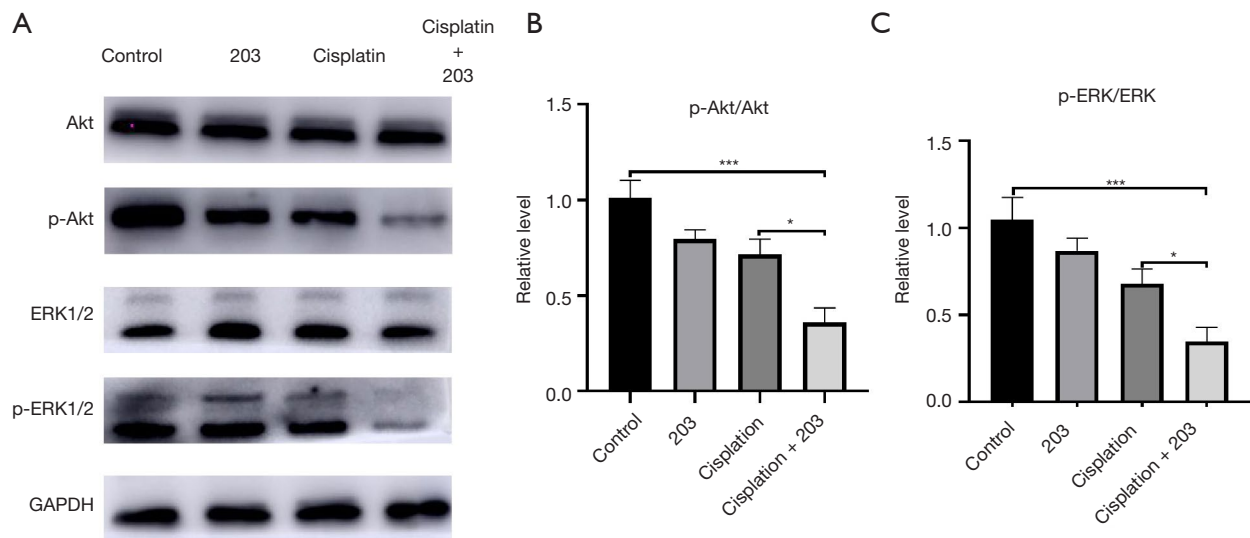 A
Control
203
Cisplatin
Cisplatin
+
203
Akt
p-Akt
ERK1/2
p-ERK1/2
GAPDH
B
p-Akt/Akt
Relative level
1.5
1.0
0.5
0.0
***
*
Control
203
Cisplation
Cisplation + 203
C
p-ERK/ERK
Relative level
1.5
1.0
0.5
0.0
***
*
Control
203
Cisplation
Cisplation + 203